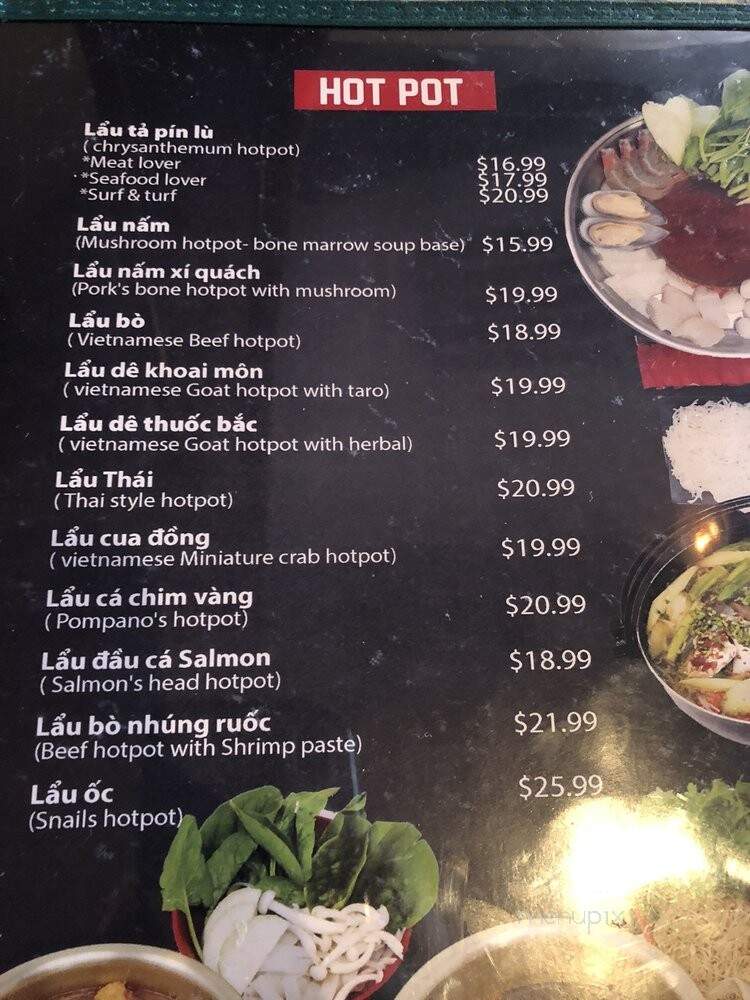 HOT POT
Lẩu tả pín lù
( chrysanthemum hotpot)
*Meat lover $16.99
*Seafood lover $17.99
*Surf & turf $20.99
Lẩu nấm
(Mushroom hotpot- bone marrow soup base) $15.99
Lẩu nấm xí quách
(Pork's bone hotpot with mushroom) $19.99
Lẩu bò
( Vietnamese Beef hotpot) $18.99
Lẩu dê khoai môn
( vietnamese Goat hotpot with taro) $19.99
Lẩu dê thuốc bắc
( vietnamese Goat hotpot with herbal) $19.99
Lẩu Thái
( Thai style hotpot) $20.99
Lẩu cua đồng
( vietnamese Miniature crab hotpot) $19.99
Lẩu cá chim vàng
( Pompano's hotpot) $20.99
Lẩu đầu cá Salmon
( Salmon's head hotpot) $18.99
Lẩu bò nhúng ruốc
(Beef hotpot with Shrimp paste) $21.99
Lẩu ốc
(Snails hotpot) $25.99